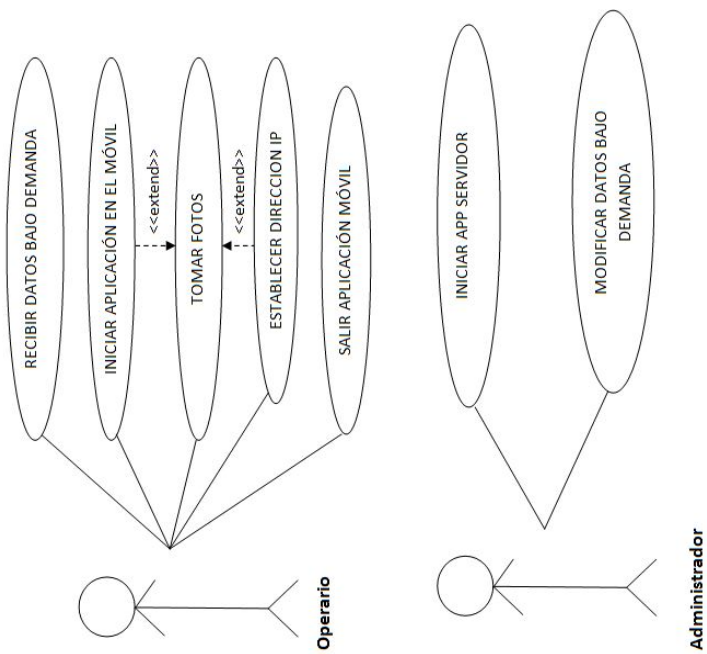 RECIBIR DATOS BAJO DEMANDA
INICIAR APLICACIÓN EN EL MÓVIL
<<extend>>
TOMAR FOTOS
<<extend>>
ESTABLECER DIRECCION IP
SALIR APLICACIÓN MÓVIL
Operario
INICIAR APP SERVIDOR
MODIFICAR DATOS BAJO
DEMANDA
Administrador